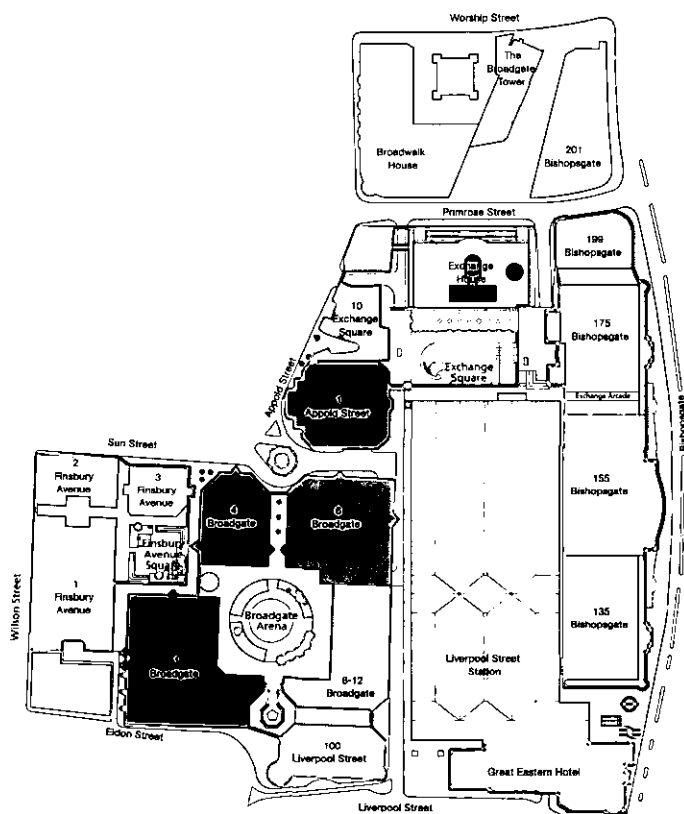 Worship Street
The
Broadgate
Tower
Broadwalk
House
201
Bishopsgate
Primrose Street
199
Bishopsgate
Exchange
House
10
Exchange
Square
175
Bishopsgate
Exchange
Square
Appold Street
Exchange Arcade
Appold Street
Bishopsgate
Sun Street
2
Finsbury
Avenue
3
Finsbury
Avenue
4
Broadgate
6
Broadgate
155
Bishopsgate
Finsbury
Avenue
Square
Wilson Street
1
Finsbury
Avenue
Broadgate
Arena
135
Bishopsgate
Broadgate
8-12
Broadgate
Liverpool Street
Station
Eldon Street
100
Liverpool Street
Great Eastern Hotel
Liverpool Street